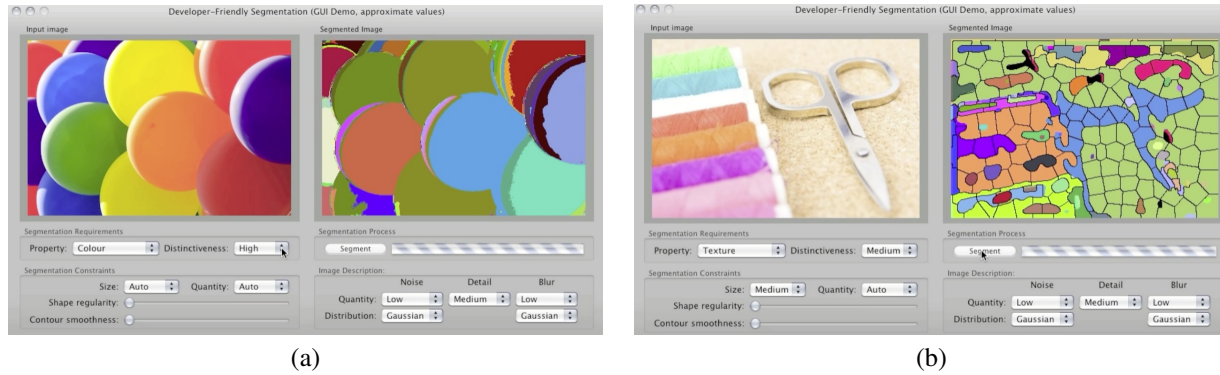 Developer-Friendly Segmentation (GUI Demo, approximate values)
Input image
Segmented Image
Segmentation Requirements
Property: Colour Distinctiveness: High
Segmentation Process
Segment
Segmentation Constraints
Size: Auto Quantity: Auto
Shape regularity:
Contour smoothness:
Image Description:
Noise Detail Blur
Quantity: Low Medium Low
Distribution: Gaussian Gaussian
(a)
Developer-Friendly Segmentation (GUI Demo, approximate values)
Input image
Segmented Image
Segmentation Requirements
Property: Texture Distinctiveness: Medium
Segmentation Process
Segment
Segmentation Constraints
Size: Medium Quantity: Auto
Shape regularity:
Contour smoothness:
Image Description:
Noise Detail Blur
Quantity: Low Medium Low
Distribution: Gaussian Gaussian
(b)